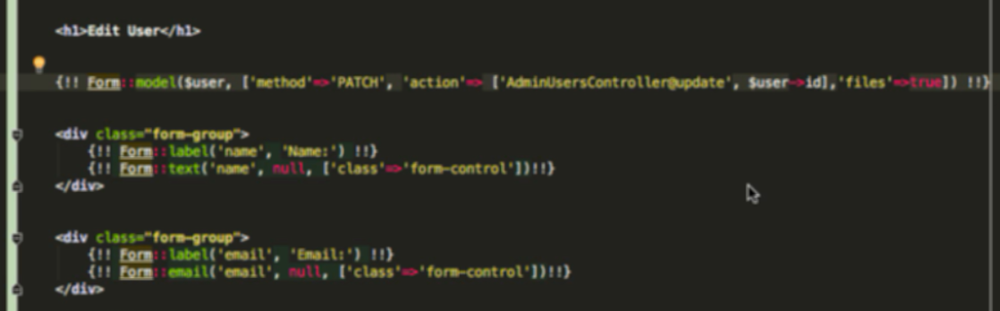 <h1>Edit User</h1>
{!! Form::model($user, ['method'=>'PATCH', 'action'=> ['AdminUsersController@update', $user->id],'files'=>true]) !!}
<div class="form-group">
{!! Form::label('name', 'Name:') !!}
{!! Form::text('name', null, ['class'=>'form-control'])!!}
</div>
<div class="form-group">
{!! Form::label('email', 'Email:') !!}
{!! Form::email('email', null, ['class'=>'form-control'])!!}
</div>